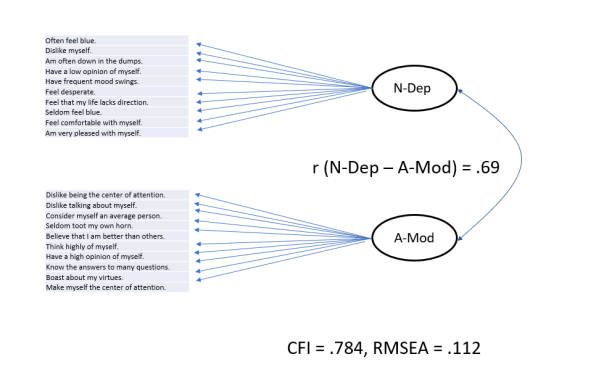 Often feel blue.
Dislike myself.
Am often down in the dumps.
Have a low opinion of myself.
Have frequent mood swings.
Feel desperate.
Feel that my life lacks direction.
Seldom feel blue.
Feel comfortable with myself.
Am very pleased with myself.
N-Dep
r (N-Dep – A-Mod) = .69
Dislike being the center of attention.
Dislike talking about myself.
Consider myself an average person.
Seldom toot my own horn.
Believe that I am better than others.
Think highly of myself.
Have a high opinion of myself.
Know the answers to many questions.
Boast about my virtues.
Make myself the center of attention.
A-Mod
CFI = .784, RMSEA = .112